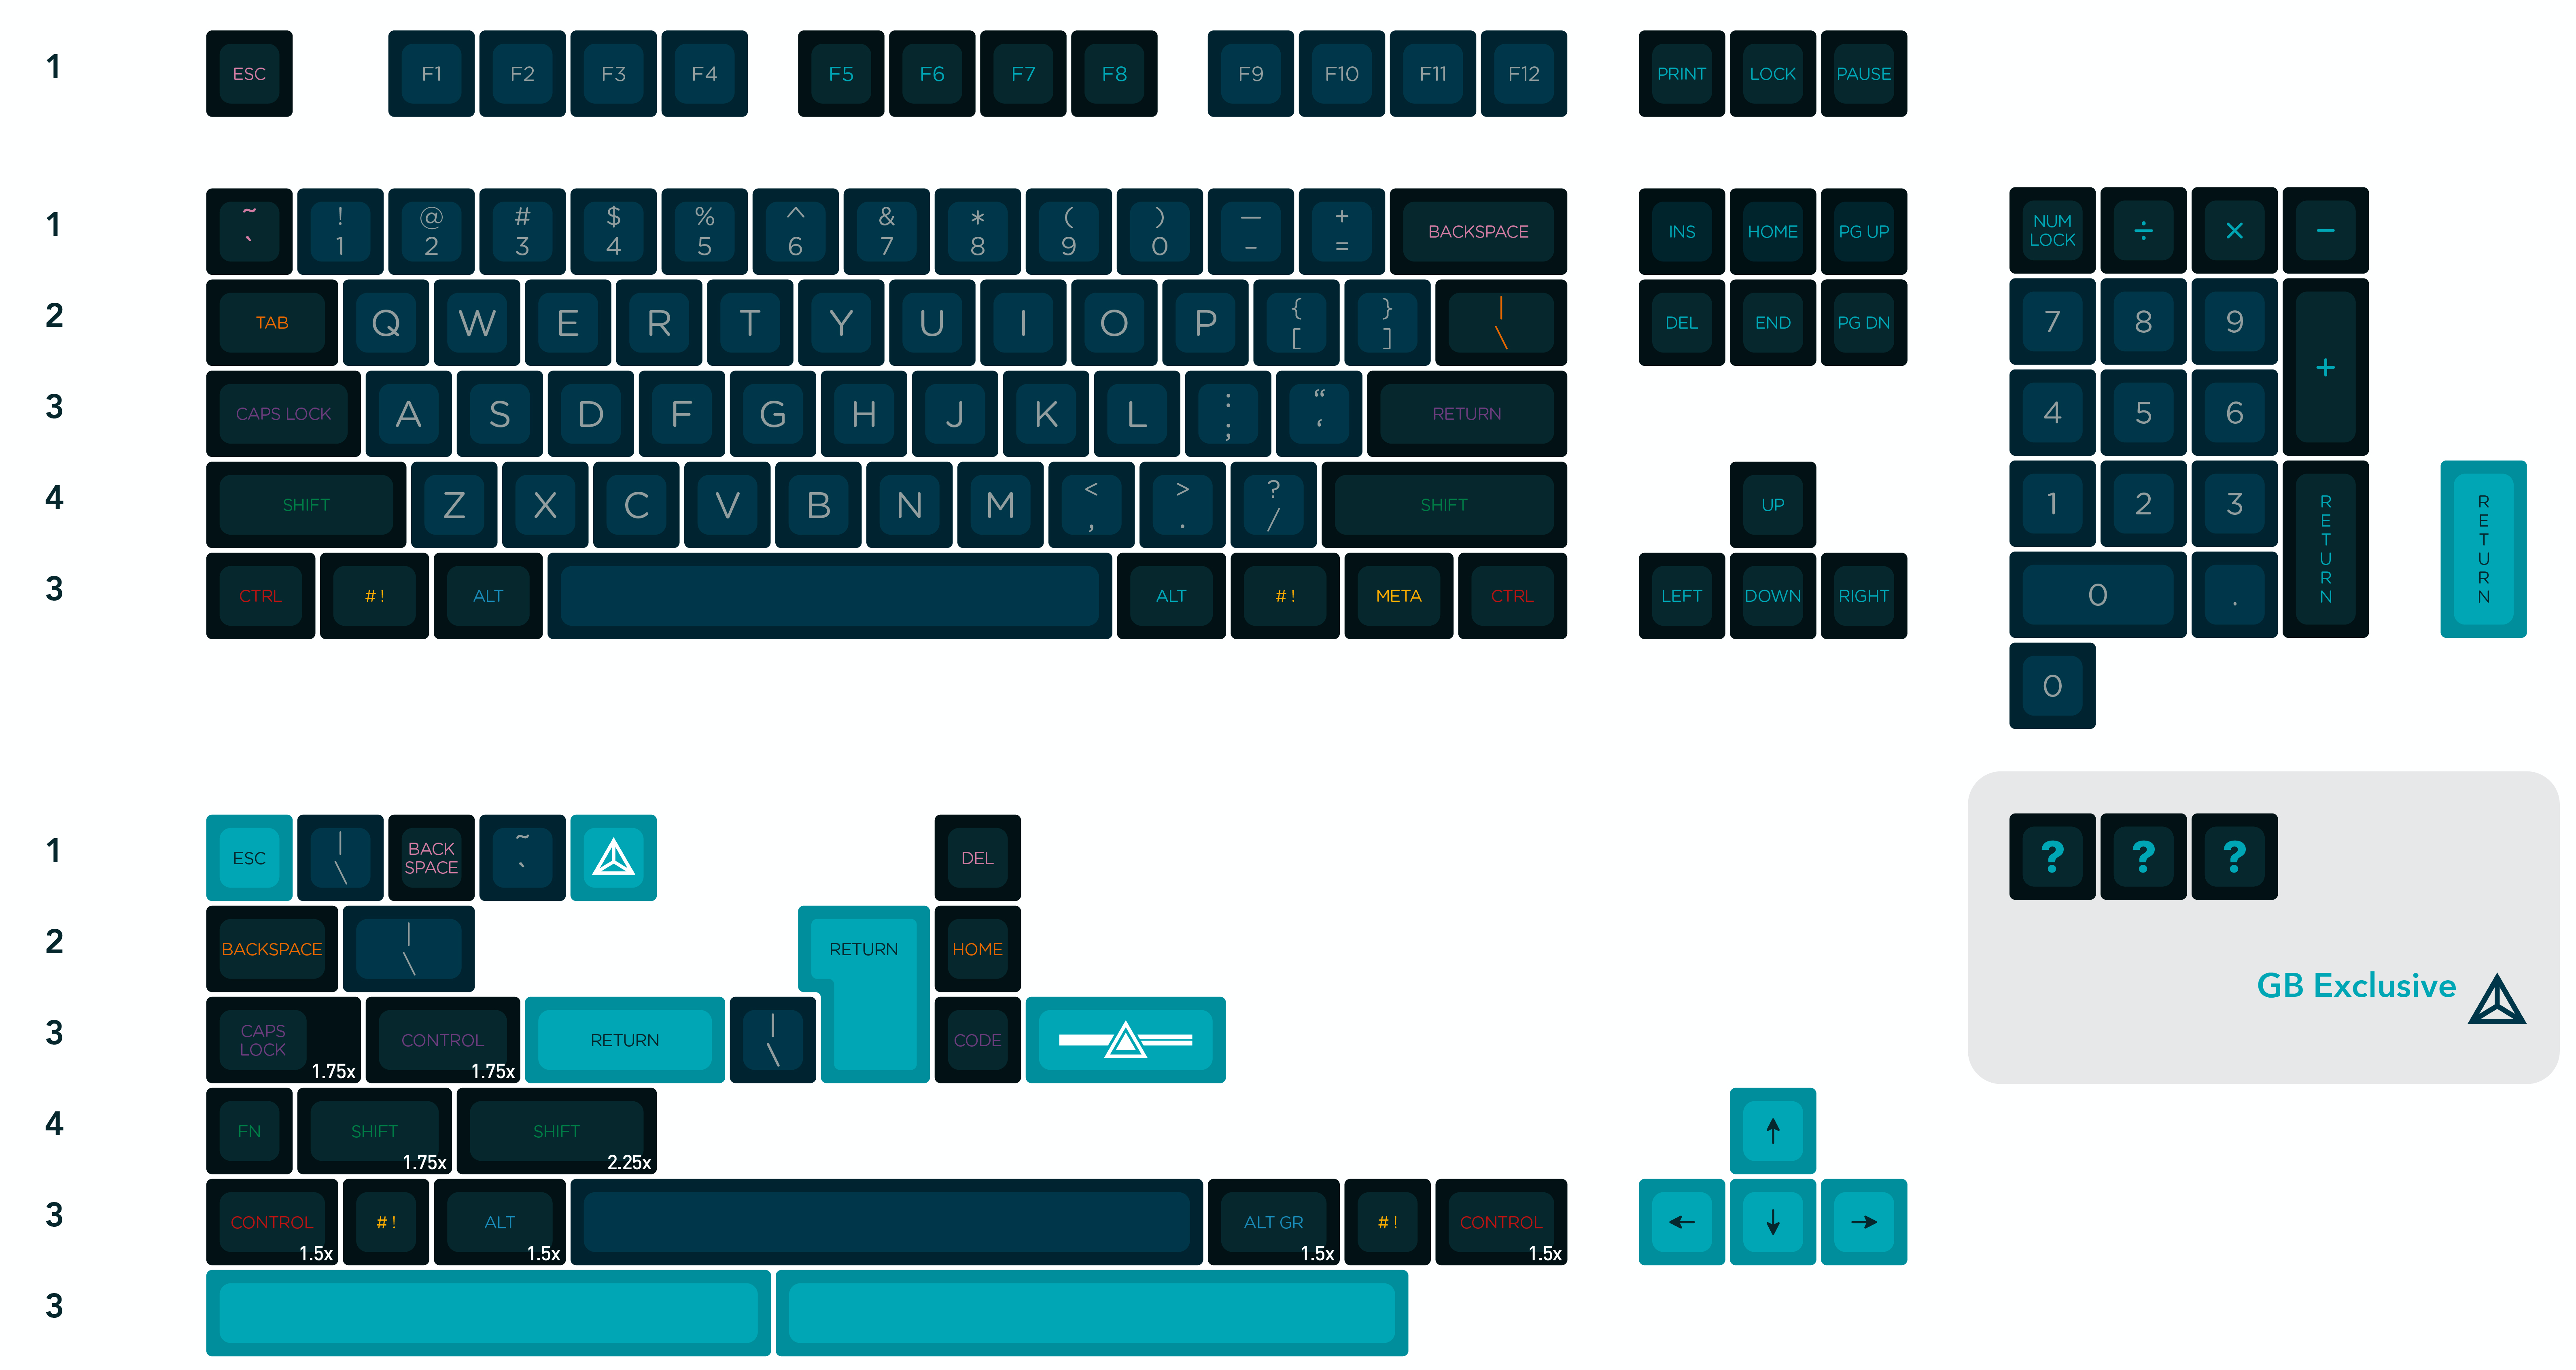 1 ESC F1 F2 F3 F4 F5 F6 F7 F8 F9 F10 F11 F12 PRINT LOCK PAUSE
1 ~ ` ! 1 @ 2 # 3 $ 4 % 5 ^ 6 & 7 * 8 ( 9 ) 0 — - + = BACKSPACE INS HOME PG UP NUM LOCK ÷ × −
2 TAB Q W E R T Y U I O P { [ } ] | \ DEL END PG DN 7 8 9 +
3 CAPS LOCK A S D F G H J K L : ; “ ‘ RETURN 4 5 6
4 SHIFT Z X C V B N M < , > . ? / SHIFT UP 1 2 3 RETURN RETURN
3 CTRL #! ALT ALT #! META CTRL LEFT DOWN RIGHT 0 .
0
1 ESC | \ BACK SPACE ~ ` DEL ? ? ?
2 BACKSPACE | \ RETURN HOME
GB Exclusive
3 CAPS LOCK 1.75x CONTROL 1.75x RETURN | \ CODE
4 FN SHIFT 1.75x SHIFT 2.25x ↑
3 CONTROL 1.5x #! ALT 1.5x ALT GR 1.5x #! CONTROL 1.5x ← ↓ →
3